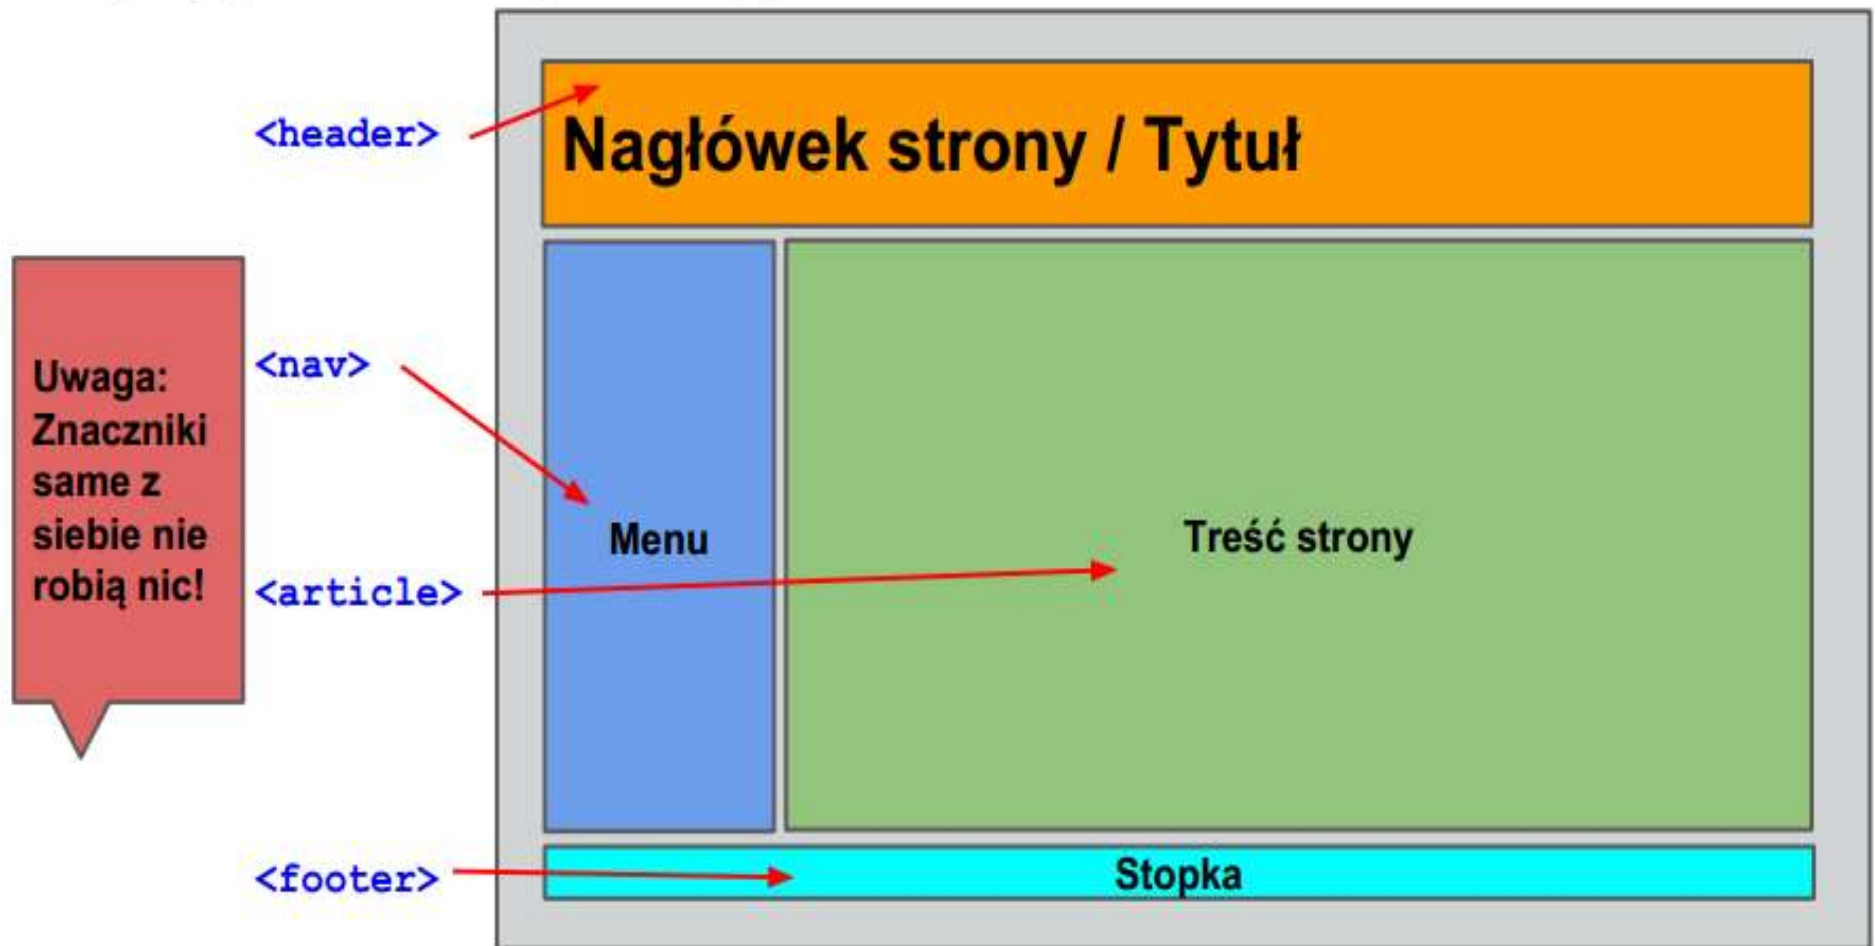 <header>
Nagłówek strony / Tytuł
Uwaga:
Znaczniki
same z
siebie nie
robią nic!
<nav>
Menu
Treść strony
<article>
<footer>
Stopka